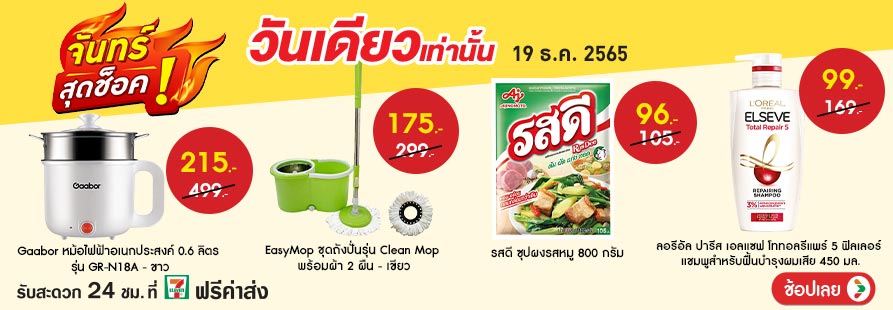 จันทร์
สุดช็อค!
วันเดียวเท่านั้น 19 ธ.ค. 2565
Gaabor
215.-
499.-
Gaabor หม้อไฟฟ้าอเนกประสงค์ 0.6 ลิตร
รุ่น GR-N18A - ขาว
175.-
299.-
EasyMop ชุดถังปั่นรุ่น Clean Mop
พร้อมผ้า 2 ผืน - เขียว
AJINOMOTO
รสดี
RosDee
96.-
105.-
รสดี ซุปผงรสหมู 800 กรัม
L'ORÉAL
ELSEVE
Total Repair 5
REPAIRING
SHAMPOO
3%
99.-
169.-
ลอรีอัล ปารีส เอลแซฟ โททอลรีแพร์ 5 ฟิลเลอร์
แชมพูสำหรับฟื้นบำรุงผมเสีย 450 มล.
รับสะดวก 24 ชม. ที่ 7 ELEVEn ฟรีค่าส่ง
ช้อปเลย